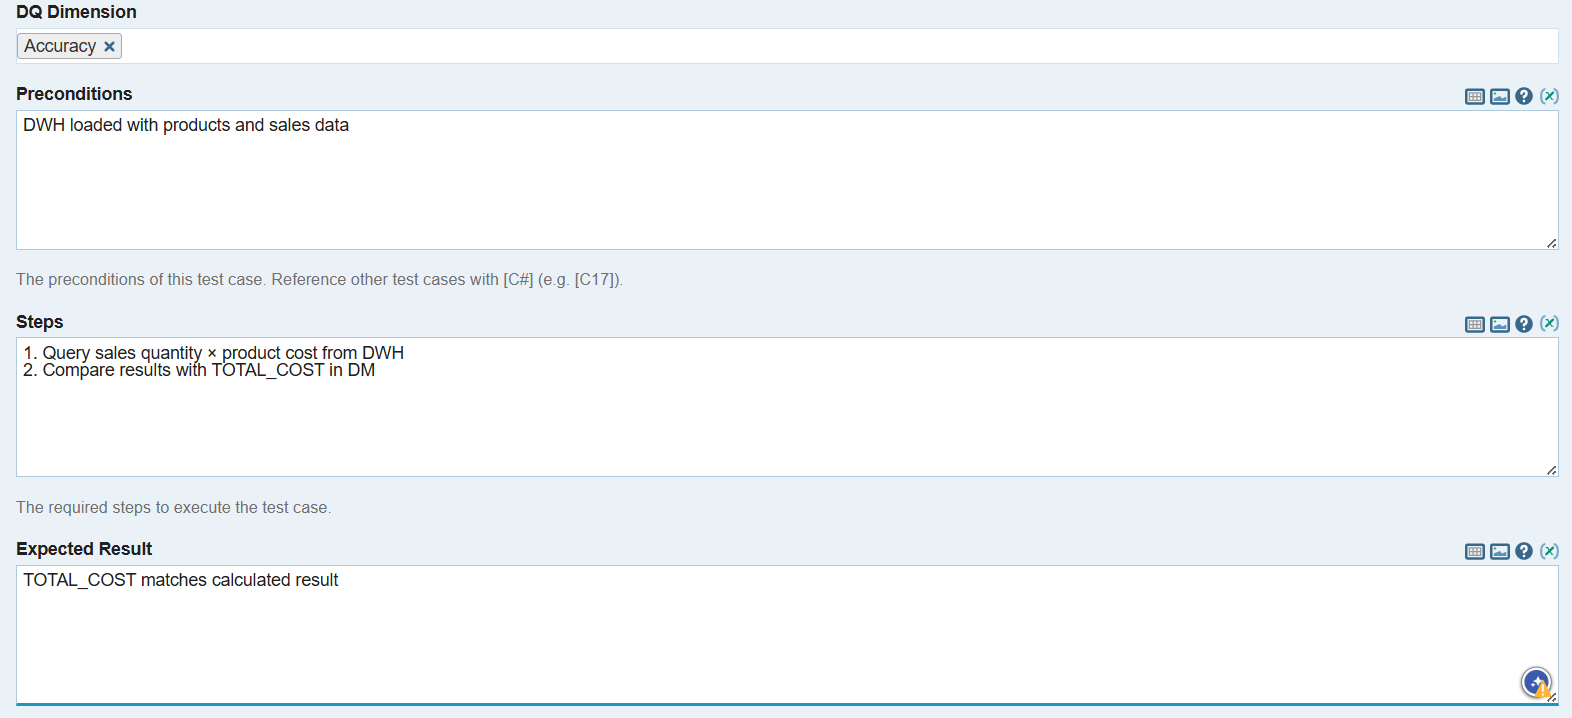 DQ Dimension
Accuracy ×
Preconditions
DWH loaded with products and sales data
The preconditions of this test case. Reference other test cases with [C#] (e.g. [C17]).
Steps
1. Query sales quantity × product cost from DWH
2. Compare results with TOTAL_COST in DM
The required steps to execute the test case.
Expected Result
TOTAL_COST matches calculated result